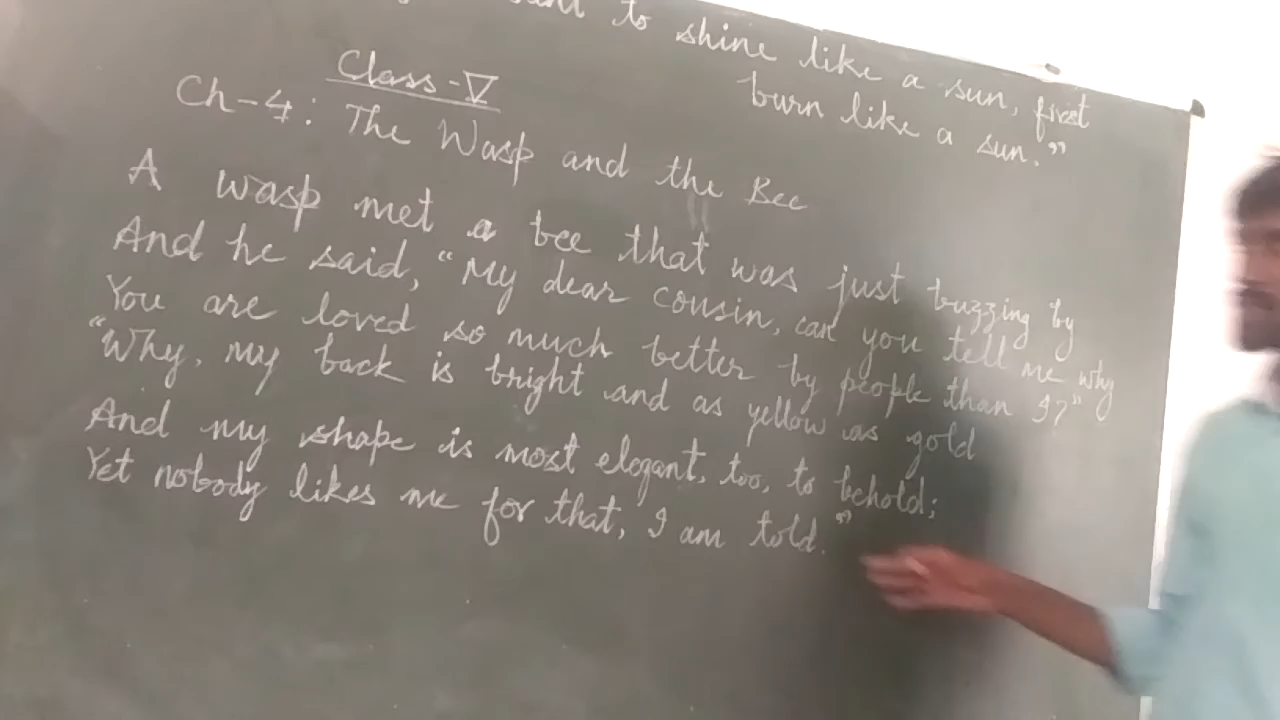 to shine like a sun, first
burn like a sun.”
Class-V
Ch-4: The Wasp and the Bee
A wasp met a bee that was just buzzing by
And he said, “My dear cousin, can you tell me why
You are loved so much better by people than I?”
“Why, my back is bright and as yellow as gold
And my shape is most elegant, too, to behold;
Yet nobody likes me for that, I am told.”